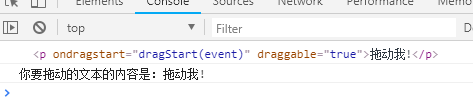 Elements Console Sources Network Performance Memory
top Filter
<p ondragstart="dragStart(event)" draggable="true">拖动我!</p>
你要拖动的文本的内容是：拖动我!
>